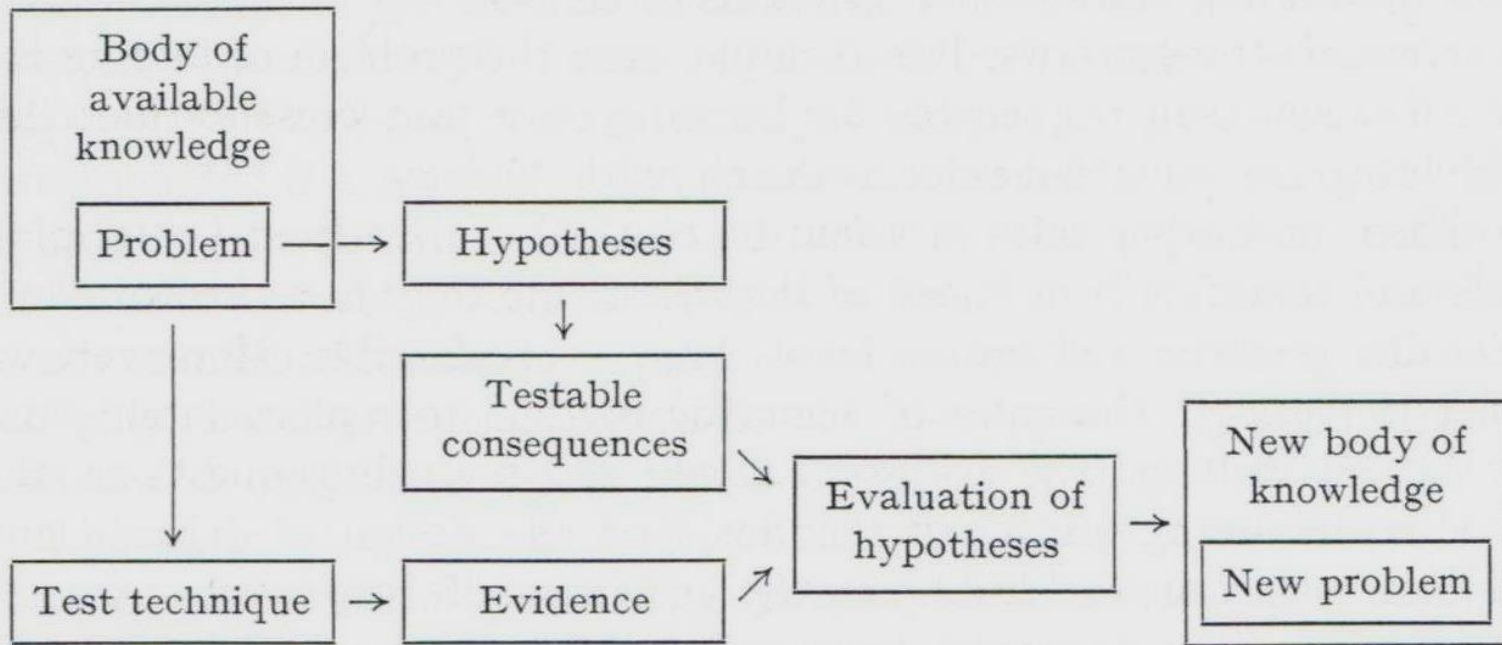 Body of
available
knowledge
Problem
Hypotheses
Testable
consequences
Test technique
Evidence
Evaluation of
hypotheses
New body of
knowledge
New problem